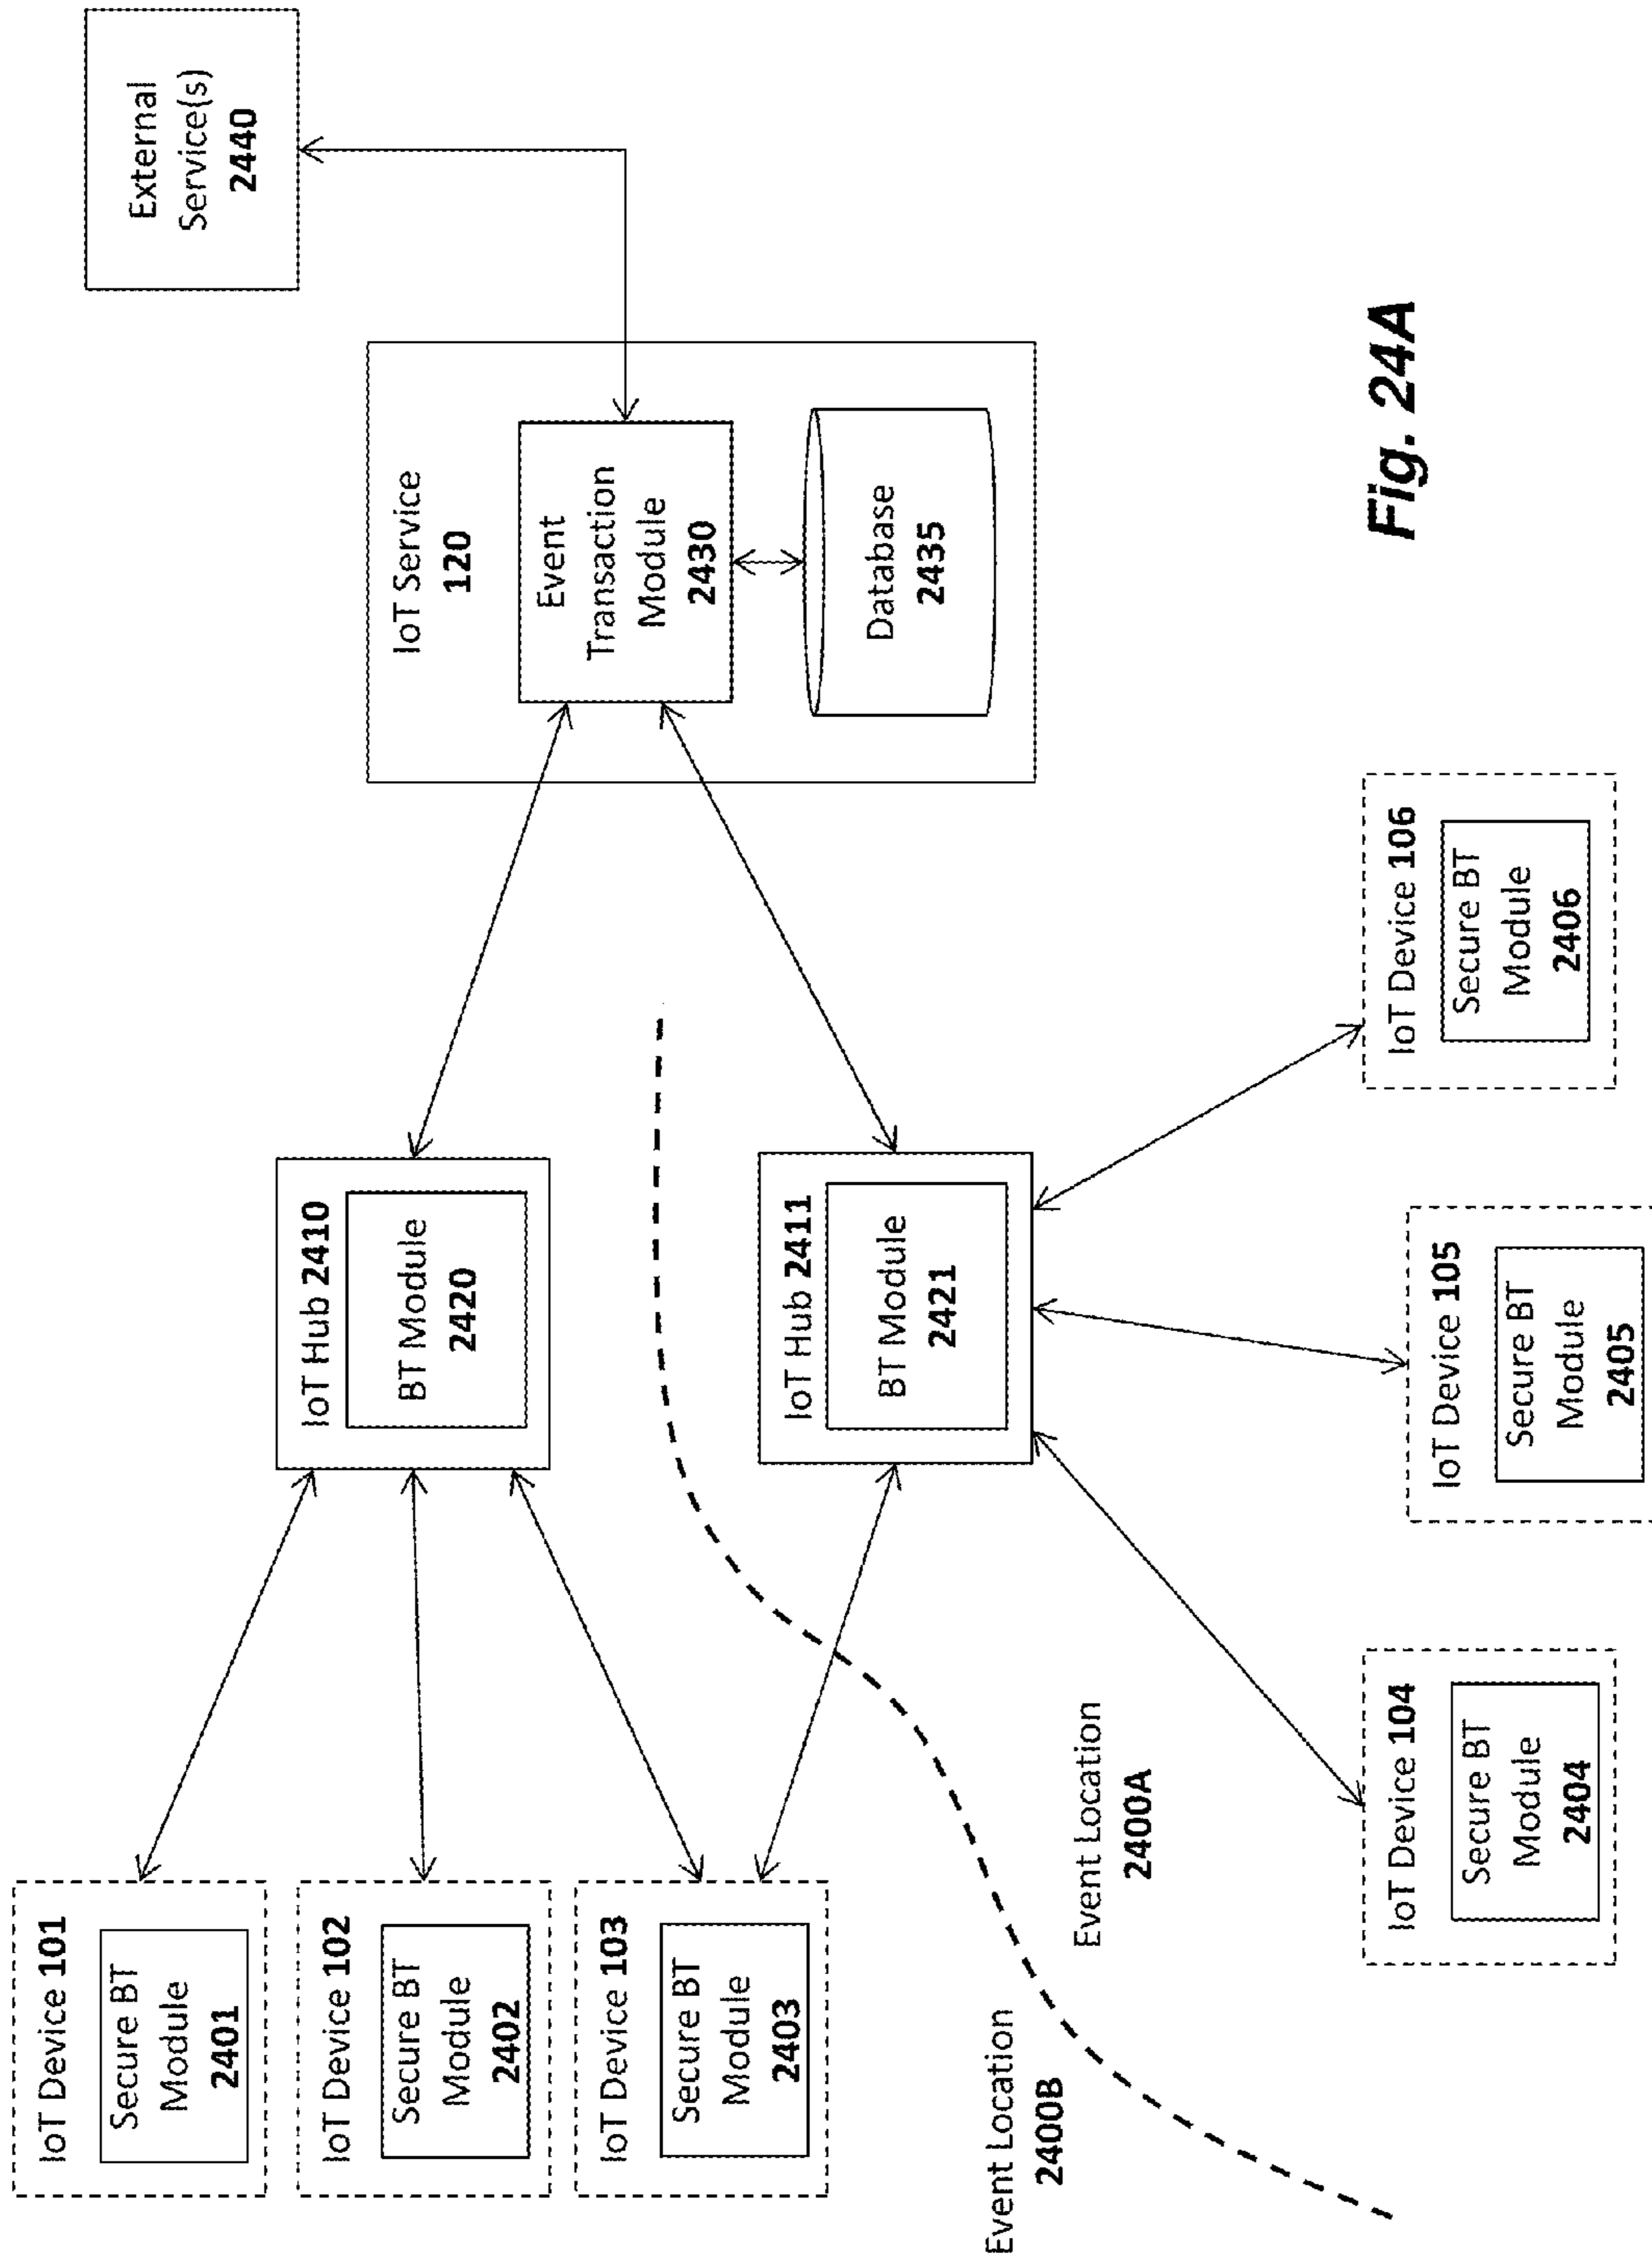 External
Service(s)
2440
IoT Service
120
Event
Transaction
Module
2430
Database
2435
IoT Hub 2410
BT Module
2420
IoT Hub 2411
BT Module
2421
IoT Device 101
Secure BT
Module
2401
IoT Device 102
Secure BT
Module
2402
IoT Device 103
Secure BT
Module
2403
Event Location
2400B
Event Location
2400A
IoT Device 104
Secure BT
Module
2404
IoT Device 105
Secure BT
Module
2405
IoT Device 106
Secure BT
Module
2406
Fig. 24A